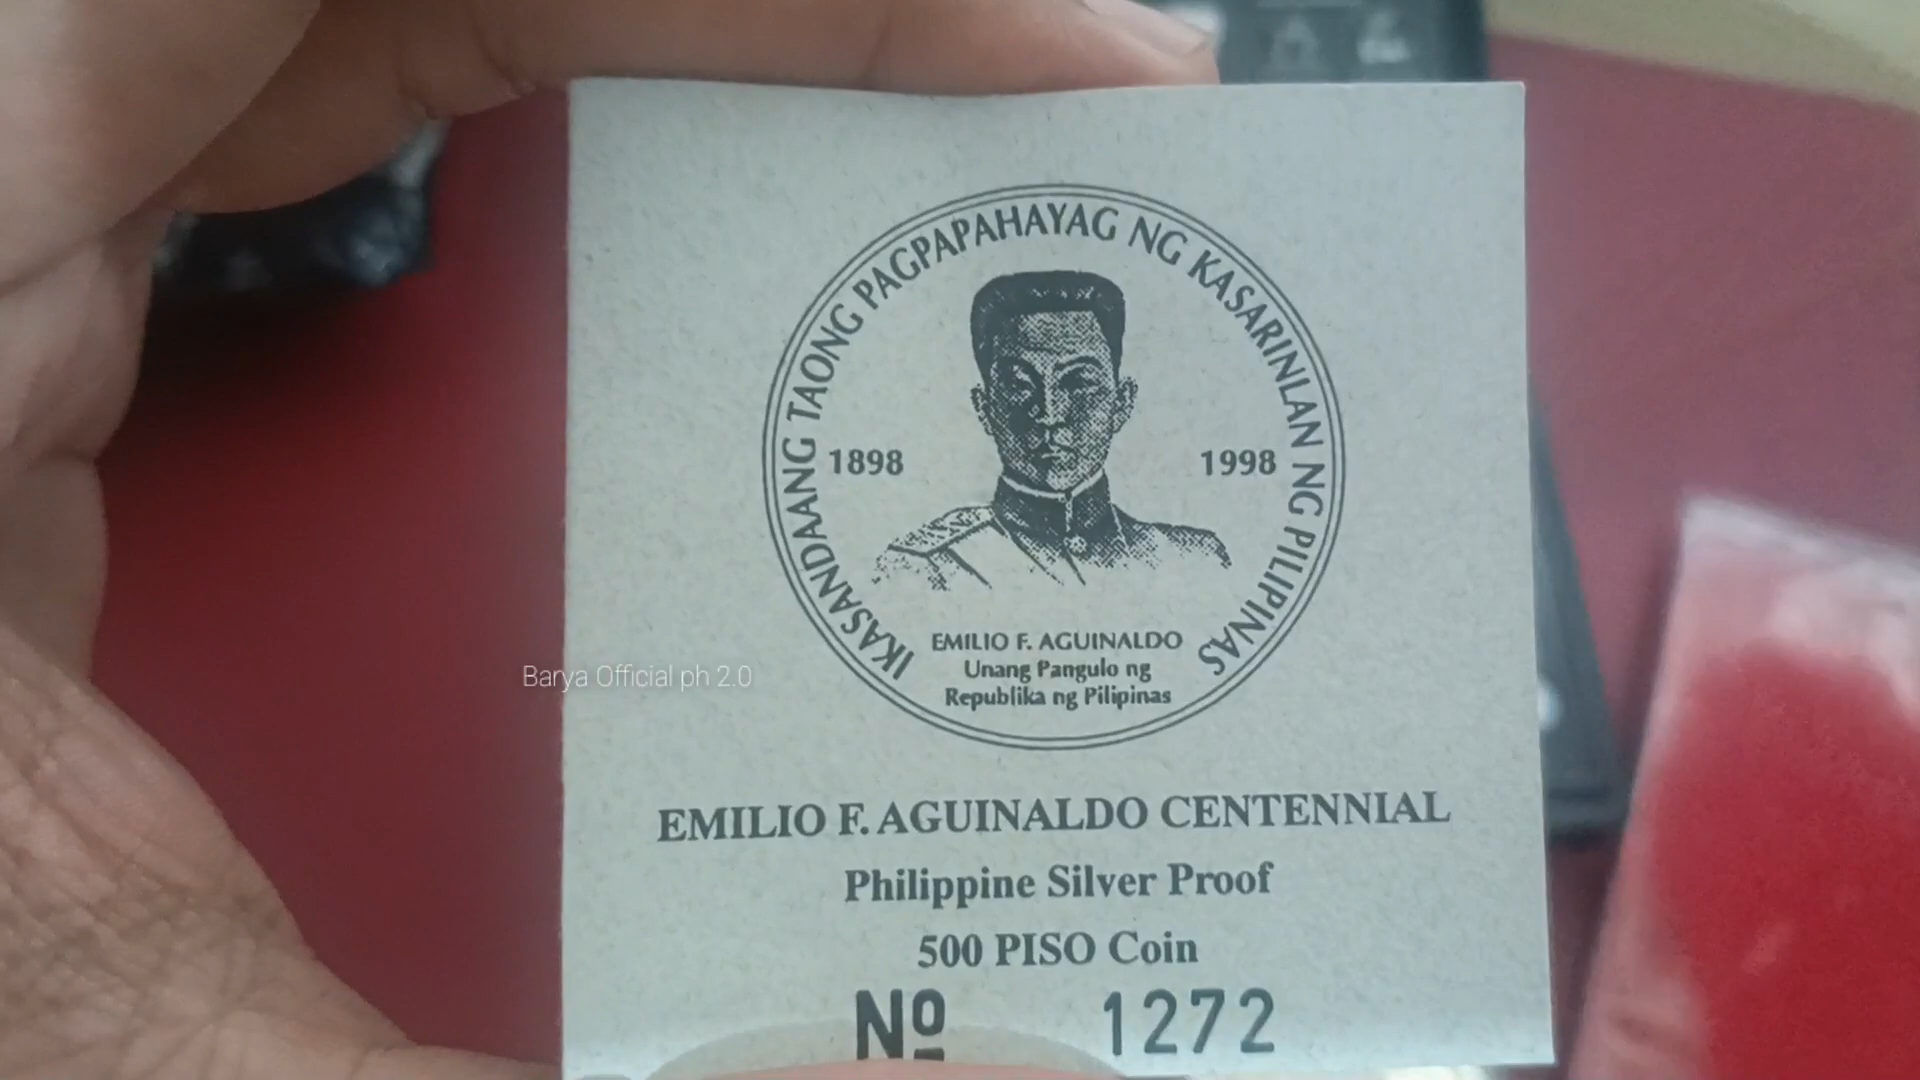 IKASANDAANG TAONG PAGPAPAHAYAG NG KASARINLAN NG PILIPINAS
1898
1998
EMILIO F. AGUINALDO
Unang Pangulo ng
Republika ng Pilipinas
Barya Official ph 2.0
EMILIO F. AGUINALDO CENTENNIAL
Philippine Silver Proof
500 PISO Coin
Nº 1272